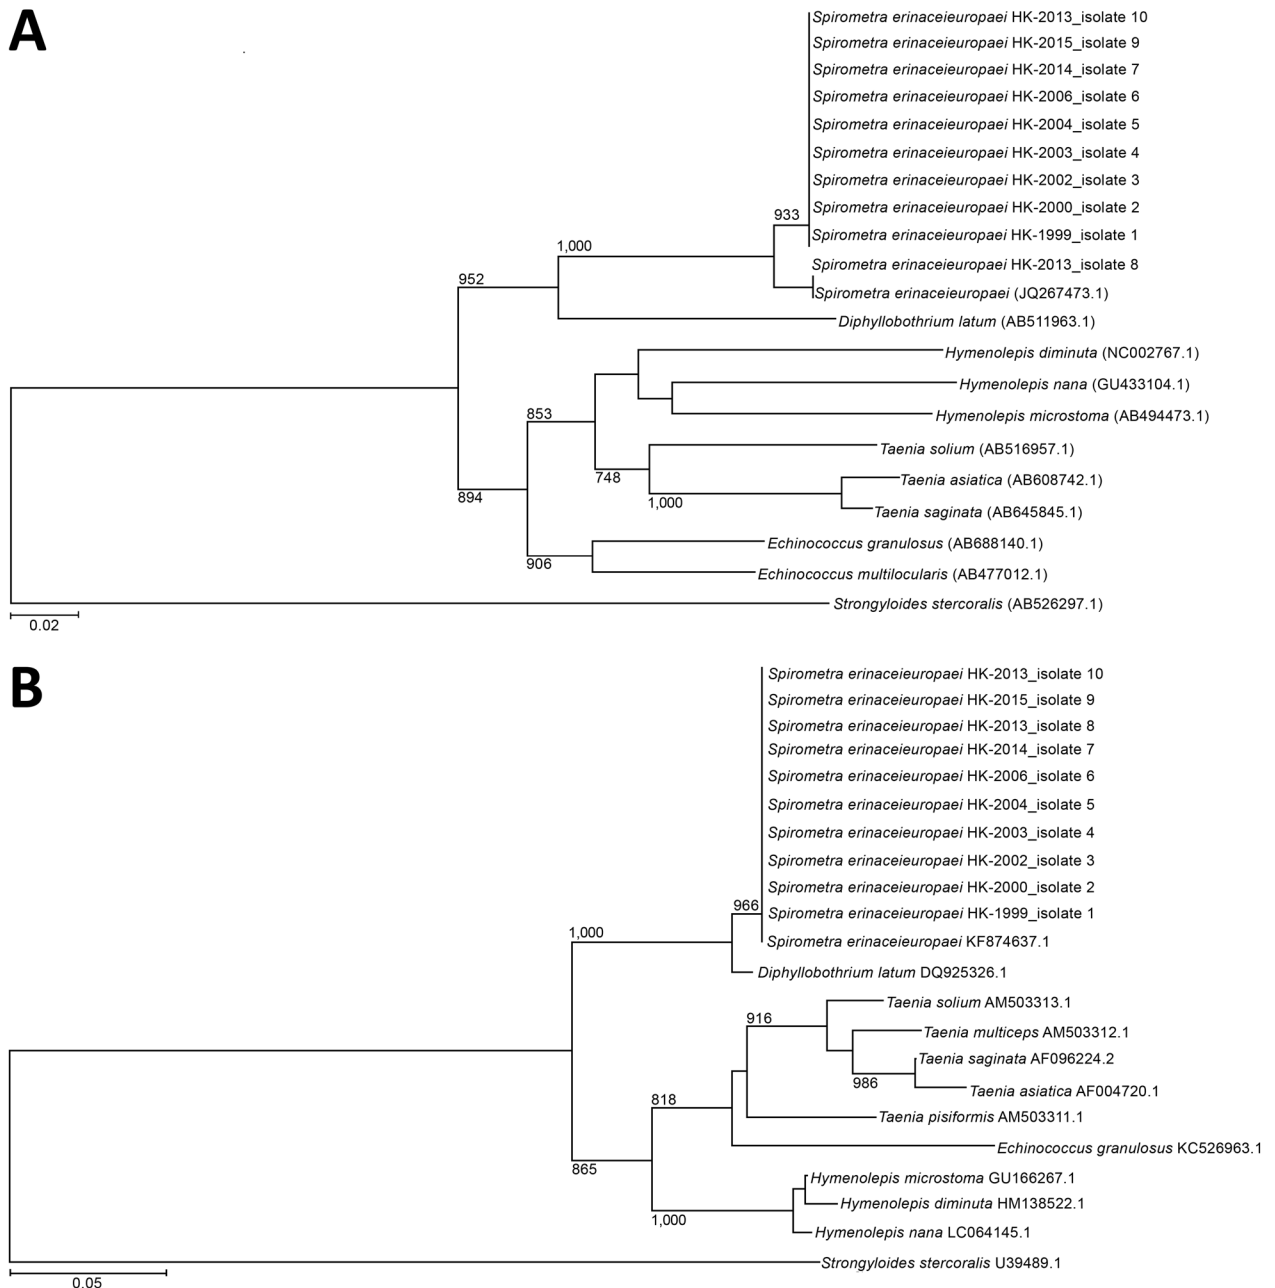 A
Spirometra erinaceieuropaei HK-2013_isolate 10
Spirometra erinaceieuropaei HK-2015_isolate 9
Spirometra erinaceieuropaei HK-2014_isolate 7
Spirometra erinaceieuropaei HK-2006_isolate 6
Spirometra erinaceieuropaei HK-2004_isolate 5
Spirometra erinaceieuropaei HK-2003_isolate 4
Spirometra erinaceieuropaei HK-2002_isolate 3
Spirometra erinaceieuropaei HK-2000_isolate 2
933
Spirometra erinaceieuropaei HK-1999_isolate 1
1,000
Spirometra erinaceieuropaei HK-2013_isolate 8
952
Spirometra erinaceieuropaei (JQ267473.1)
Diphyllobothrium latum (AB511963.1)
Hymenolepis diminuta (NC002767.1)
Hymenolepis nana (GU433104.1)
853
Hymenolepis microstoma (AB494473.1)
Taenia solium (AB516957.1)
748
Taenia asiatica (AB608742.1)
894
1,000
Taenia saginata (AB645845.1)
Echinococcus granulosus (AB688140.1)
906
Echinococcus multilocularis (AB477012.1)
Strongyloides stercoralis (AB526297.1)
0.02
B
Spirometra erinaceieuropaei HK-2013_isolate 10
Spirometra erinaceieuropaei HK-2015_isolate 9
Spirometra erinaceieuropaei HK-2013_isolate 8
Spirometra erinaceieuropaei HK-2014_isolate 7
Spirometra erinaceieuropaei HK-2006_isolate 6
Spirometra erinaceieuropaei HK-2004_isolate 5
Spirometra erinaceieuropaei HK-2003_isolate 4
Spirometra erinaceieuropaei HK-2002_isolate 3
Spirometra erinaceieuropaei HK-2000_isolate 2
966
Spirometra erinaceieuropaei HK-1999_isolate 1
1,000
Spirometra erinaceieuropaei KF874637.1
Diphyllobothrium latum DQ925326.1
Taenia solium AM503313.1
916
Taenia multiceps AM503312.1
Taenia saginata AF096224.2
986
Taenia asiatica AF004720.1
818
Taenia pisiformis AM503311.1
Echinococcus granulosus KC526963.1
865
Hymenolepis microstoma GU166267.1
Hymenolepis diminuta HM138522.1
1,000
Hymenolepis nana LC064145.1
Strongyloides stercoralis U39489.1
0.05